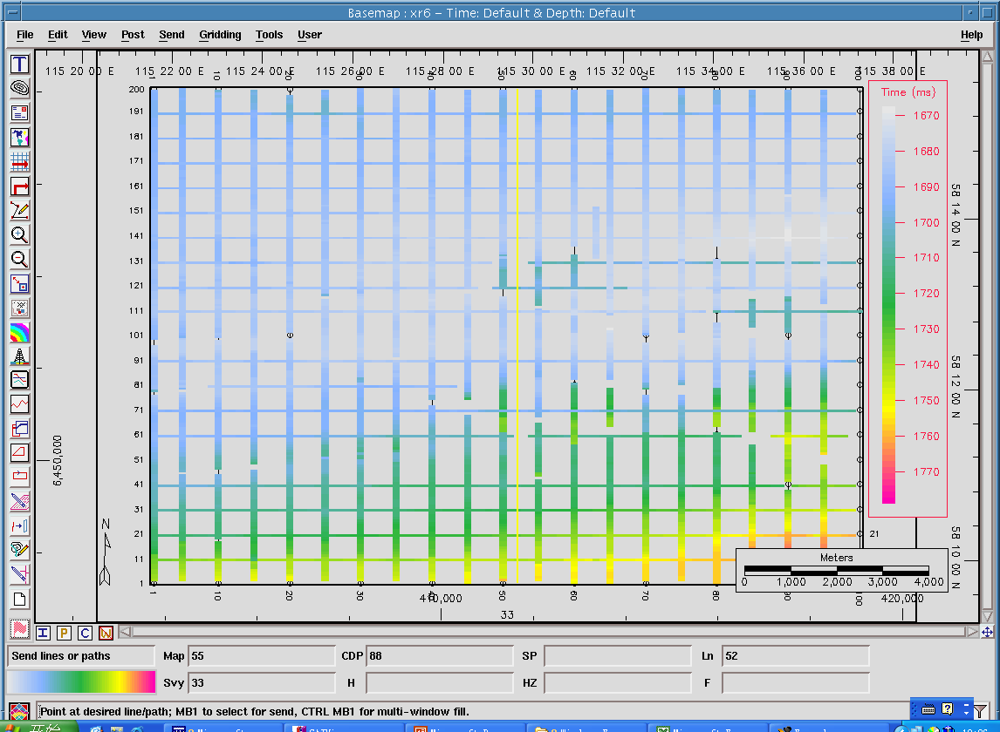 Basemap : xr6 – Time: Default & Depth: Default
File Edit View Post Send Gridding Tools User Help
115 20 00 E 115 22 00 E 115 24 00 E 115 26 00 E 115 28 00 E 115 30 00 E 115 32 00 E 115 34 00 E 115 36 00 E 115 38 00 E
200
191
181
171
161
151
141
131
121
111
101
91
81
71
61
51
41
31
21
11
1
6,450,000
N
Time (ms)
1670
1680
1690
1700
1710
1720
1730
1740
1750
1760
1770
58 14 00 N
58 12 00 N
58 10 00 N
21
Meters
0 1,000 2,000 3,000 4,000
1 10 20 30 50 60 70 80 90 100
410,000 420,000
33
I P C
Send lines or paths Map 55 CDP 88 SP Ln 52
Svy 33 H HZ F
Point at desired line/path; MB1 to select for send, CTRL MB1 for multi-window fill.
开始